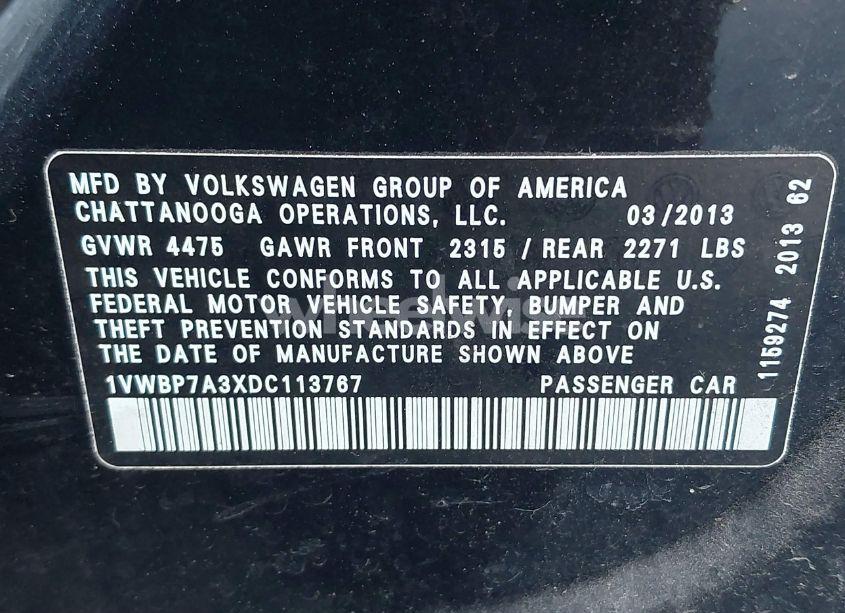 MFD BY VOLKSWAGEN GROUP OF AMERICA
CHATTANOOGA OPERATIONS, LLC. 03/2013
GVWR 4475 GAWR FRONT 2315 / REAR 2271 LBS
THIS VEHICLE CONFORMS TO ALL APPLICABLE U.S.
FEDERAL MOTOR VEHICLE SAFETY, BUMPER AND
THEFT PREVENTION STANDARDS IN EFFECT ON
THE DATE OF MANUFACTURE SHOWN ABOVE
1VWBP7A3XDC113767 PASSENGER CAR
1159274 2013 62